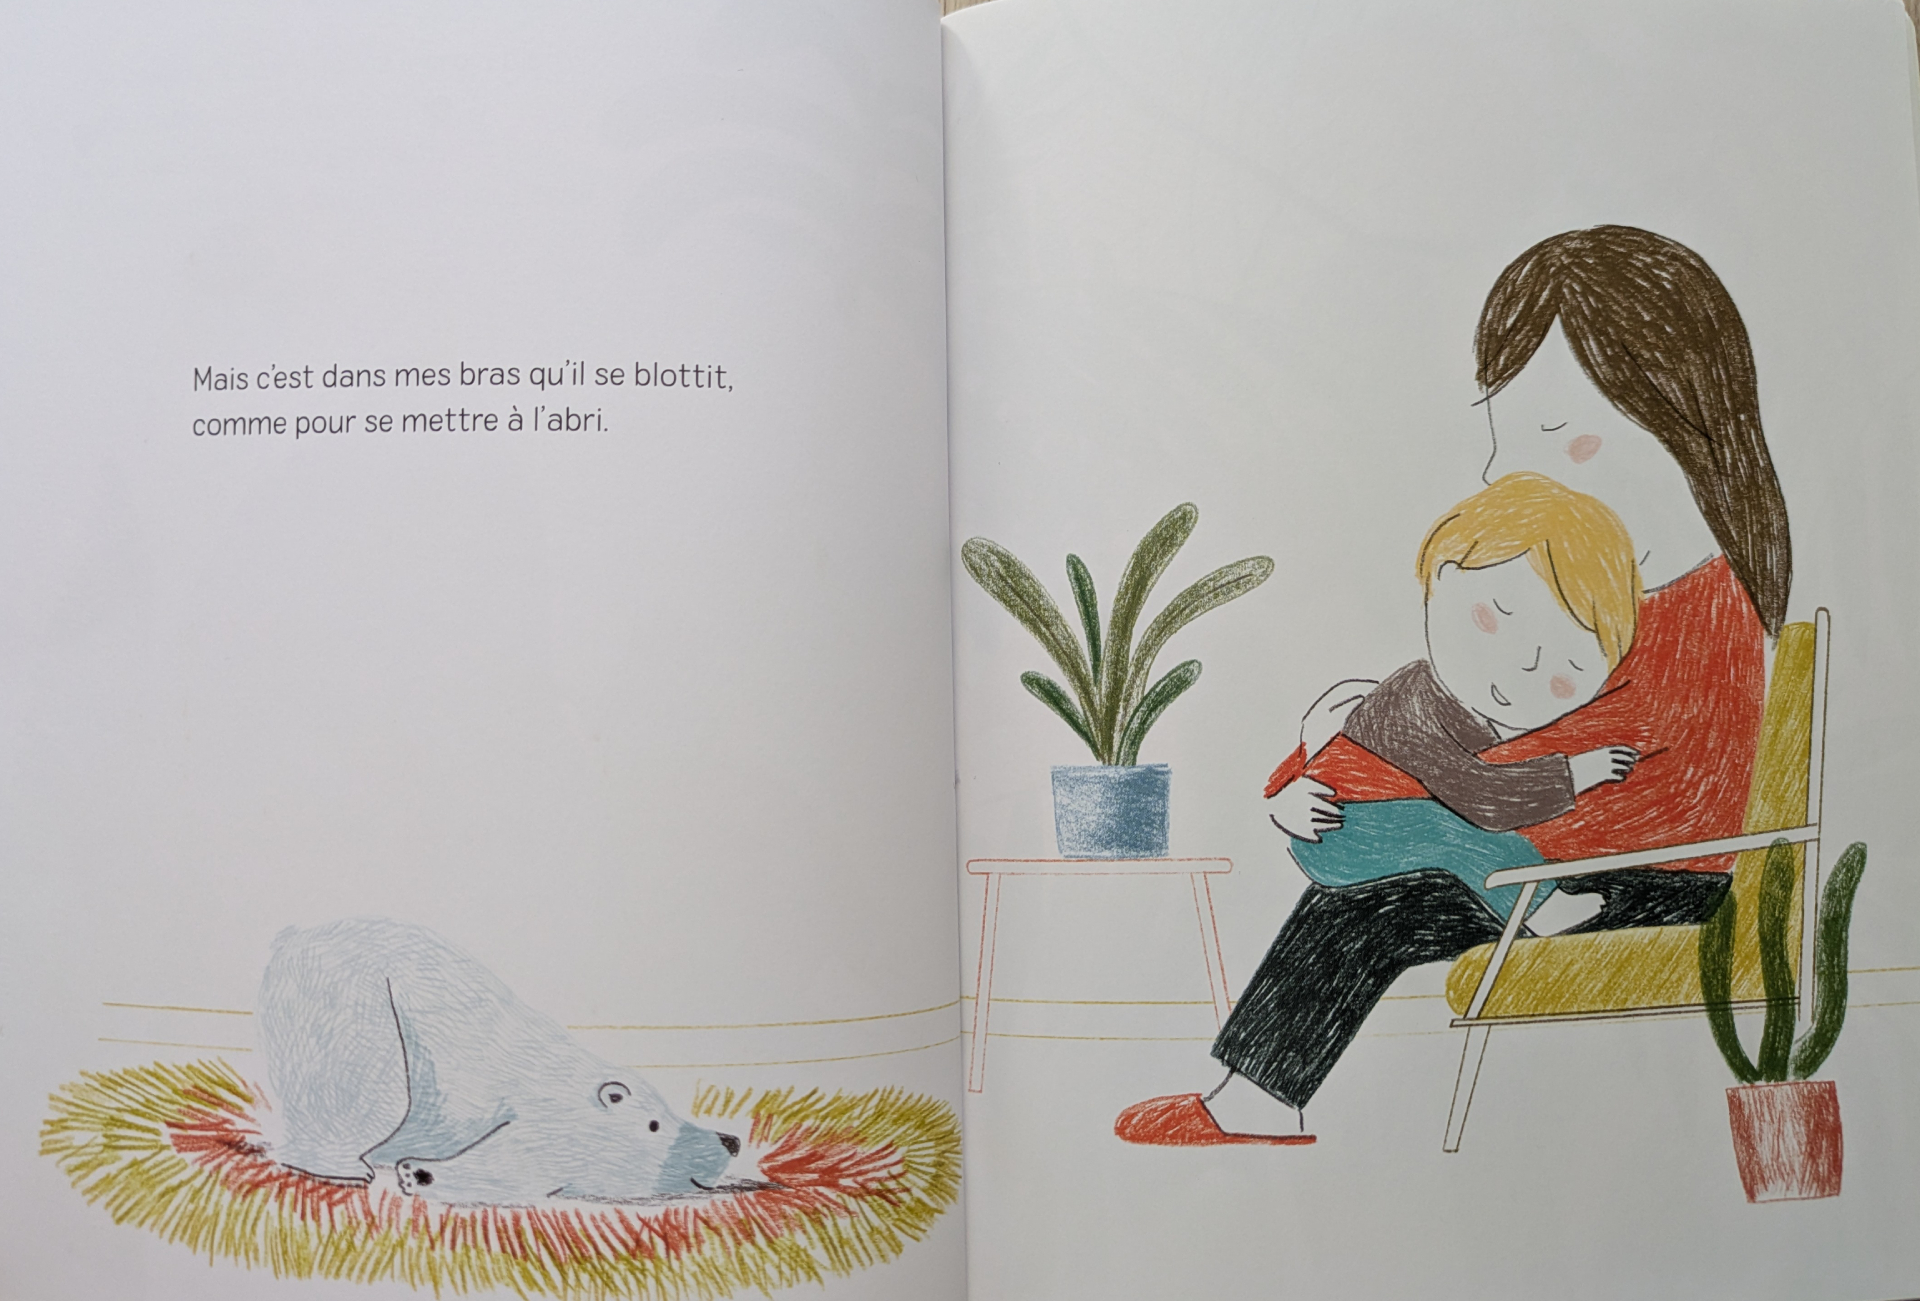 Mais c'est dans mes bras qu'il se blottit,
comme pour se mettre à l'abri.